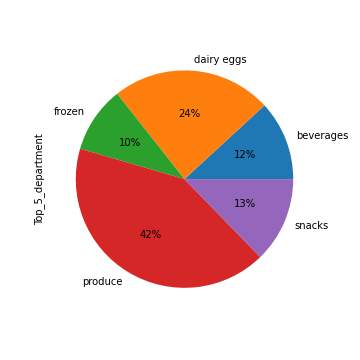 dairy eggs
24%
frozen
10%
beverages
12%
Top_5_department
13%
snacks
42%
produce